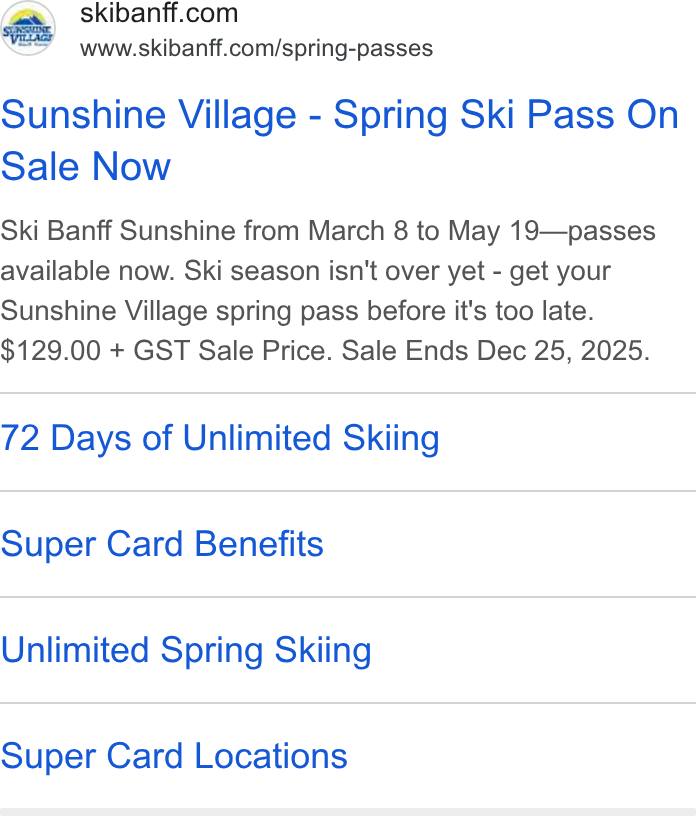 SUNSHINE
VILLAGE
skibanff.com
www.skibanff.com/spring-passes
Sunshine Village - Spring Ski Pass On
Sale Now
Ski Banff Sunshine from March 8 to May 19—passes
available now. Ski season isn't over yet - get your
Sunshine Village spring pass before it's too late.
$129.00 + GST Sale Price. Sale Ends Dec 25, 2025.
72 Days of Unlimited Skiing
Super Card Benefits
Unlimited Spring Skiing
Super Card Locations